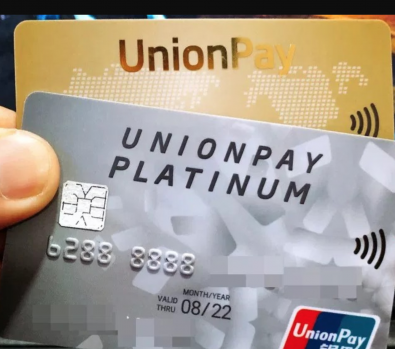 UnionPay
UNIONPAY
PLATINUM
6288 8888
MONTH/YEAR
VALID
THRU 08/22
UnionPay